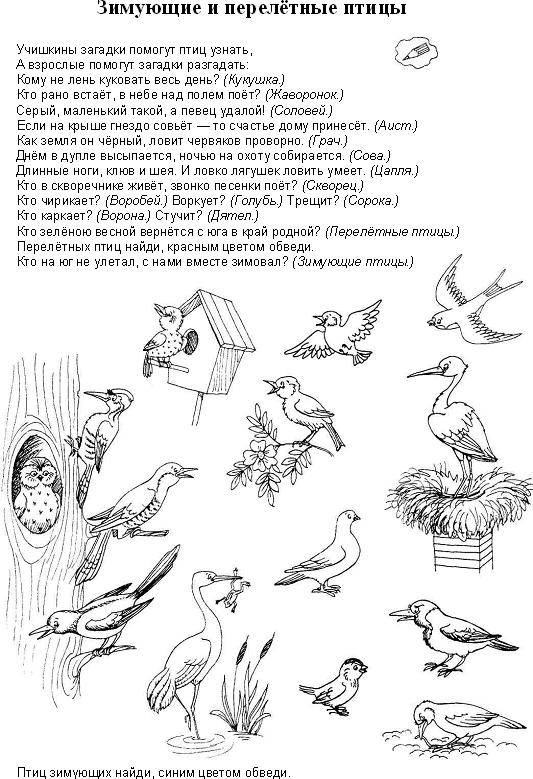 Зимующие и перелётные птицы
Учишкины загадки помогут птиц узнать,
А взрослые помогут загадки разгадать:
Кому не лень куковать весь день? (Кукушка.)
Кто рано встаёт, в небе над полем поёт? (Жаворонок.)
Серый, маленький такой, а певец удалой! (Соловей.)
Если на крыше гнездо совьёт — то счастье дому принесёт. (Аист.)
Как земля он чёрный, ловит червяков проворно. (Грач.)
Днём в дупле высыпается, ночью на охоту собирается. (Сова.)
Длинные ноги, клюв и шея. И ловко лягушек ловить умеет. (Цапля.)
Кто в скворечнике живёт, звонко песенки поёт? (Скворец.)
Кто чирикает? (Воробей.) Воркует? (Голубь.) Трещит? (Сорока.)
Кто каркает? (Ворона.) Стучит? (Дятел.)
Кто зелёною весной вернётся с юга в край родной? (Перелётные птицы.)
Перелётных птиц найди, красным цветом обведи.
Кто на юг не улетал, с нами вместе зимовал? (Зимующие птицы.)
Птиц зимующих найди, синим цветом обведи.